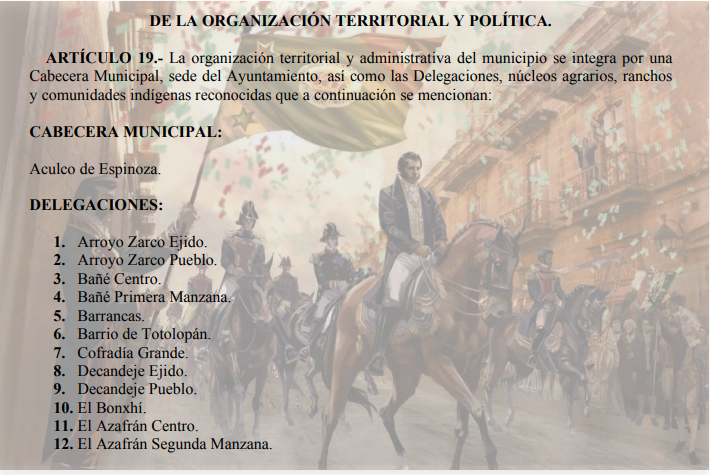 DE LA ORGANIZACIÓN TERRITORIAL Y POLÍTICA.
ARTÍCULO 19.- La organización territorial y administrativa del municipio se integra por una
Cabecera Municipal, sede del Ayuntamiento, así como las Delegaciones, núcleos agrarios, ranchos
y comunidades indígenas reconocidas que a continuación se mencionan:
CABECERA MUNICIPAL:
Aculco de Espinoza.
DELEGACIONES:
1. Arroyo Zarco Ejido.
2. Arroyo Zarco Pueblo.
3. Bañé Centro.
4. Bañé Primera Manzana.
5. Barrancas.
6. Barrio de Totolopán.
7. Cofradía Grande.
8. Decandeje Ejido.
9. Decandeje Pueblo.
10. El Bonxhí.
11. El Azafrán Centro.
12. El Azafrán Segunda Manzana.